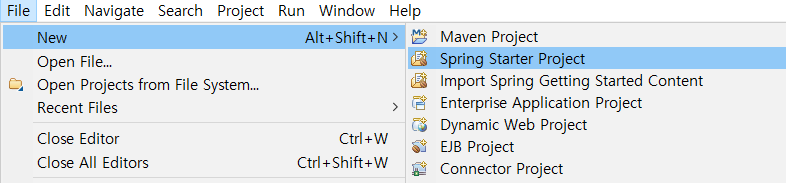 File Edit Navigate Search Project Run Window Help
New Alt+Shift+N >
Open File...
Open Projects from File System...
Recent Files >
Close Editor Ctrl+W
Close All Editors Ctrl+Shift+W
Maven Project
Spring Starter Project
Import Spring Getting Started Content
Enterprise Application Project
Dynamic Web Project
EJB Project
Connector Project